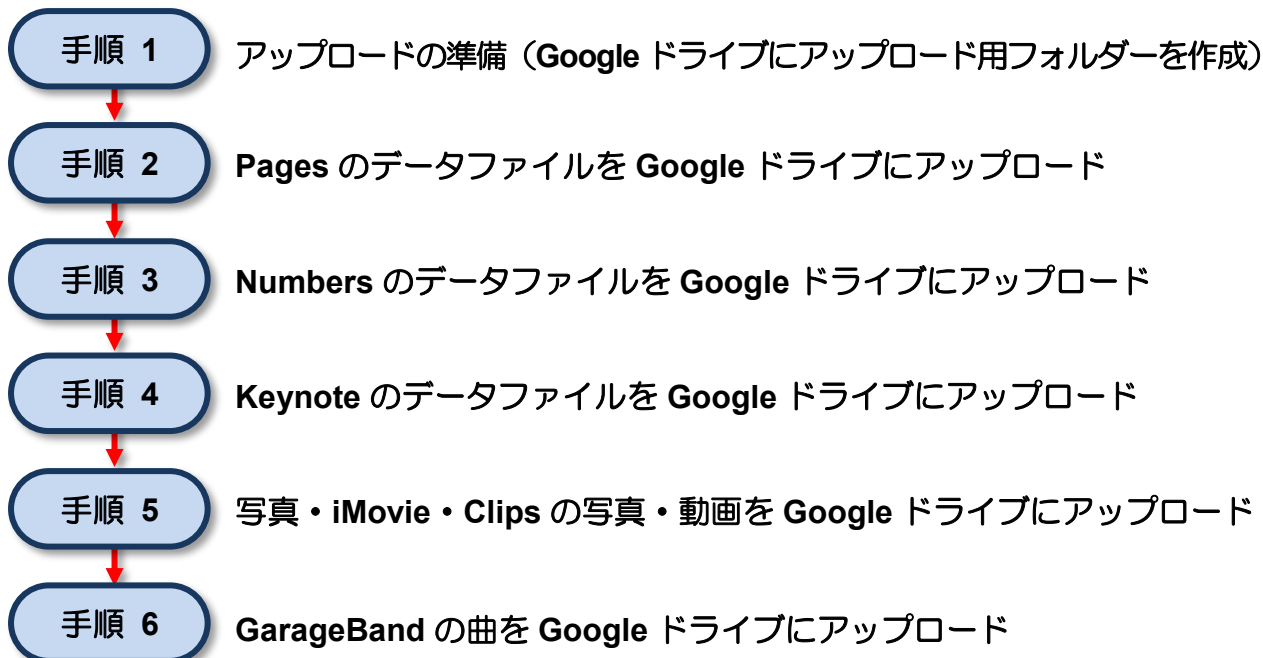 手順 1 アップロードの準備（Google ドライブにアップロード用フォルダーを作成）
手順 2 Pages のデータファイルを Google ドライブにアップロード
手順 3 Numbers のデータファイルを Google ドライブにアップロード
手順 4 Keynote のデータファイルを Google ドライブにアップロード
手順 5 写真・iMovie・Clips の写真・動画を Google ドライブにアップロード
手順 6 GarageBand の曲を Google ドライブにアップロード